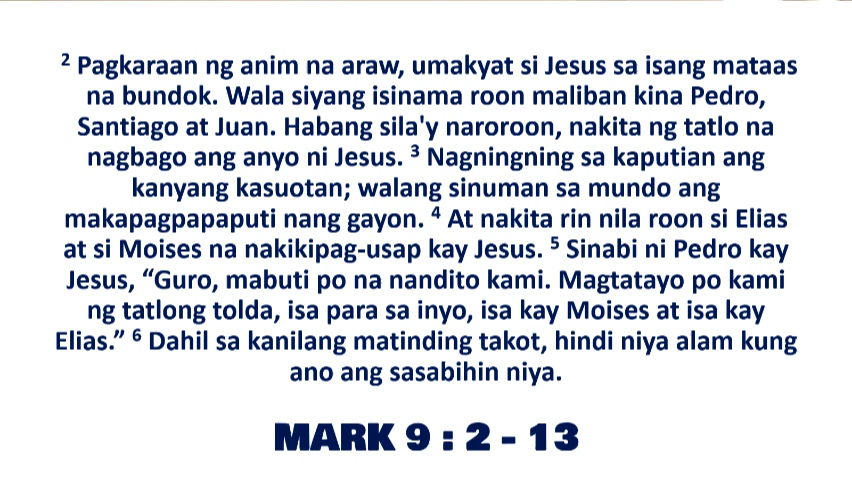 ² Pagkaraan ng anim na araw, umakyat si Jesus sa isang mataas
na bundok. Wala siyang isinama roon maliban kina Pedro,
Santiago at Juan. Habang sila'y naroroon, nakita ng tatlo na
nagbago ang anyo ni Jesus. ³ Nagningning sa kaputian ang
kanyang kasuotan; walang sinuman sa mundo ang
makapagpapaputi nang gayon. ⁴ At nakita rin nila roon si Elias
at si Moises na nakikipag-usap kay Jesus. ⁵ Sinabi ni Pedro kay
Jesus, “Guro, mabuti po na nandito kami. Magtatayo po kami
ng tatlong tolda, isa para sa inyo, isa kay Moises at isa kay
Elias.” ⁶ Dahil sa kanilang matinding takot, hindi niya alam kung
ano ang sasabihin niya.
MARK 9 : 2 - 13